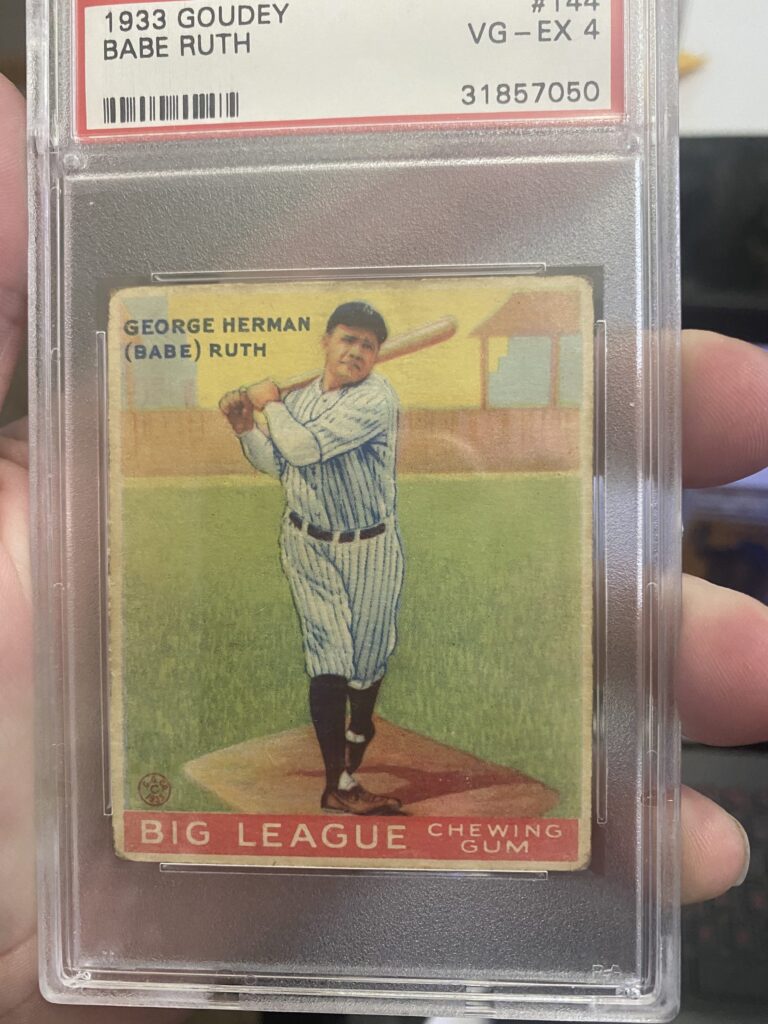 1933 GOUDEY
BABE RUTH
#144
VG-EX 4
31857050
GEORGE HERMAN
(BABE) RUTH
BIG LEAGUE CHEWING GUM